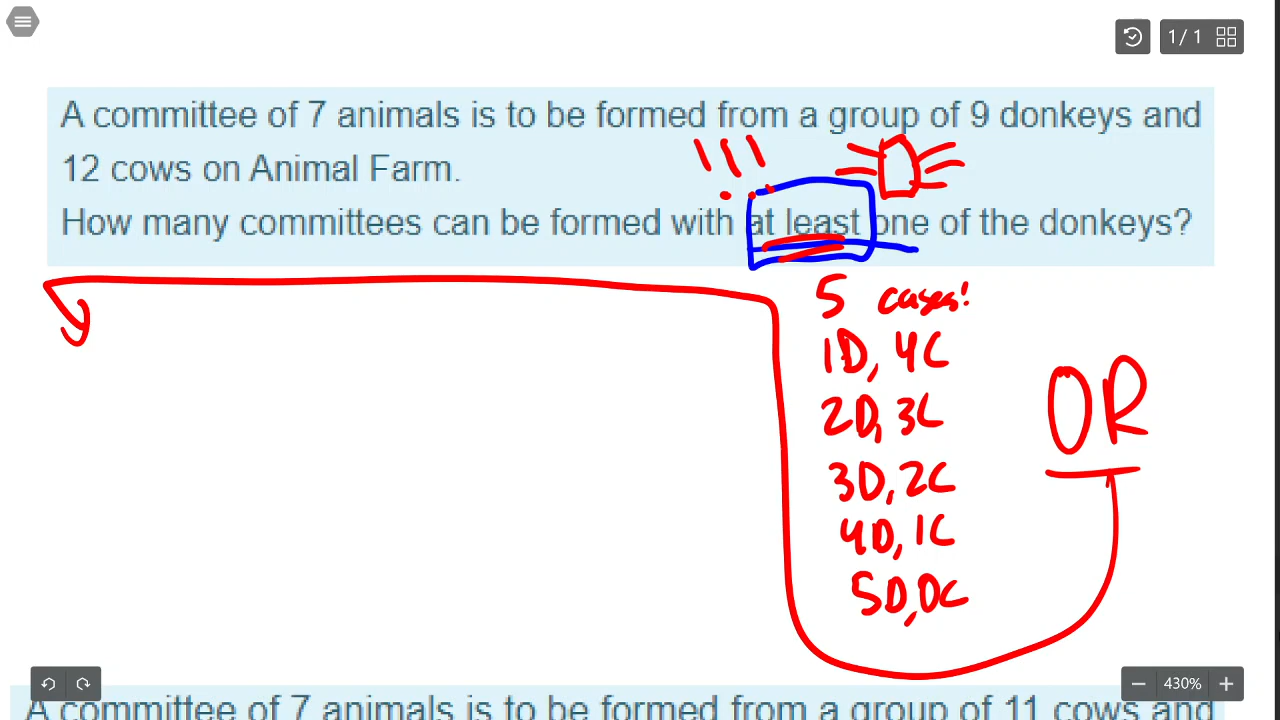 1 / 1
A committee of 7 animals is to be formed from a group of 9 donkeys and
12 cows on Animal Farm.
!!!
How many committees can be formed with at least one of the donkeys?
5 cases!
1D, 4C
2D, 3C
OR
3D, 2C
4D, 1C
5D, 0C
430%
A committee of 7 animals is to be formed from a group of 11 cows and